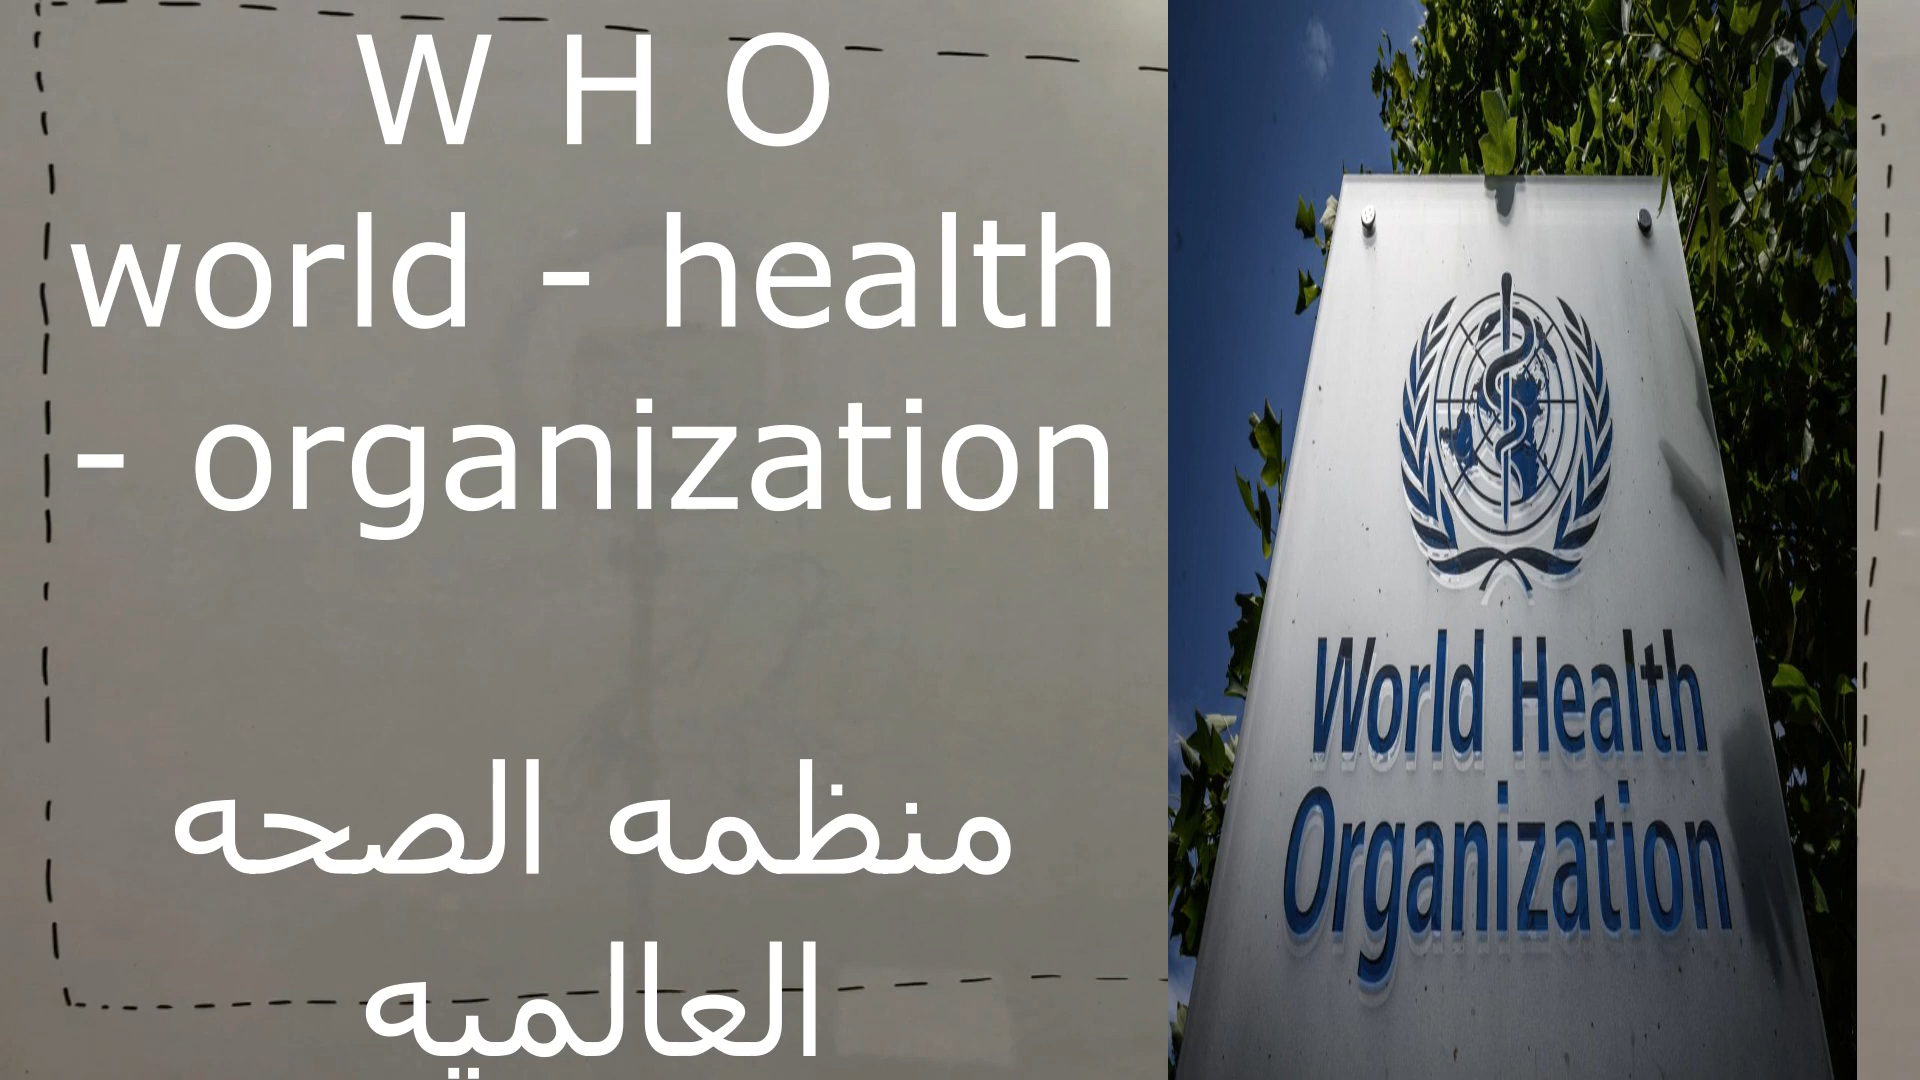 W H O
world - health
- organization
منظمه الصحه
العالميه
World Health
Organization